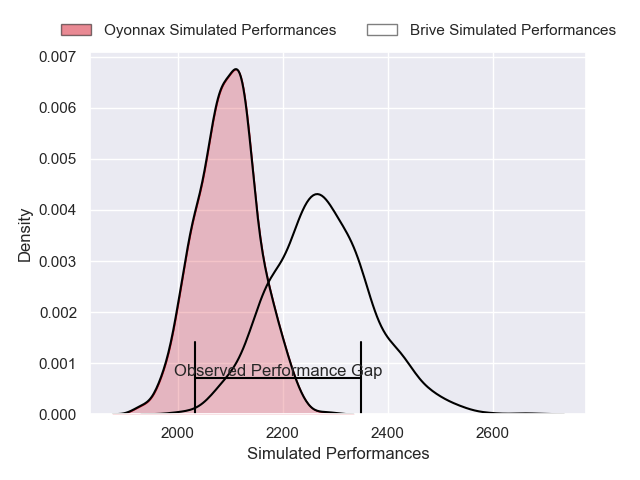 Oyonnax Simulated Performances
Brive Simulated Performances
0.007
0.006
0.005
0.004
0.003
0.002
0.001
0.000
Density
Observed Performance Gap
2000
2200
2400
2600
Simulated Performances